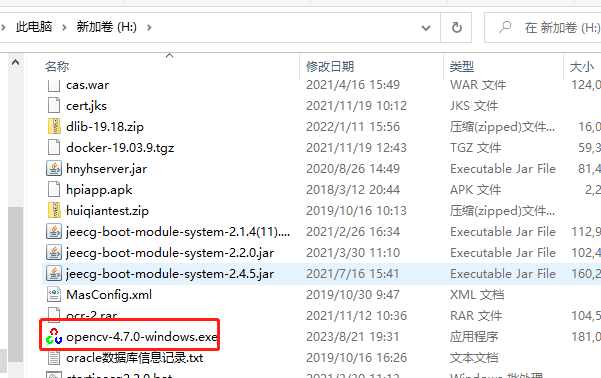 此电脑 › 新加卷 (H:) ›
在 新加卷 (H:)
名称 修改日期 类型 大小
cas.war 2021/4/16 15:49 WAR 文件 124,0
cert.jks 2021/11/19 10:12 JKS 文件
dlib-19.18.zip 2022/1/11 15:56 压缩(zipped)文件... 16,0
docker-19.03.9.tgz 2021/11/19 12:43 TGZ 文件 59,3
hnyhserver.jar 2020/8/26 14:49 Executable Jar File 81,4
hpiapp.apk 2018/3/12 20:44 APK 文件 2,2
huiqiantest.zip 2019/10/16 10:13 压缩(zipped)文件...
jeecg-boot-module-system-2.1.4(11).... 2021/2/26 16:34 Executable Jar File 112,9
jeecg-boot-module-system-2.2.0.jar 2021/3/30 11:10 Executable Jar File 102,4
jeecg-boot-module-system-2.4.5.jar 2021/7/16 15:41 Executable Jar File 160,2
MasConfig.xml 2019/10/30 9:47 XML 文档
ocr-2.rar 2021/11/12 10:36 RAR 文件 104,5
opencv-4.7.0-windows.exe 2023/8/21 19:31 应用程序 181,0
oracle数据库信息记录.txt 2019/10/16 16:26 文本文档